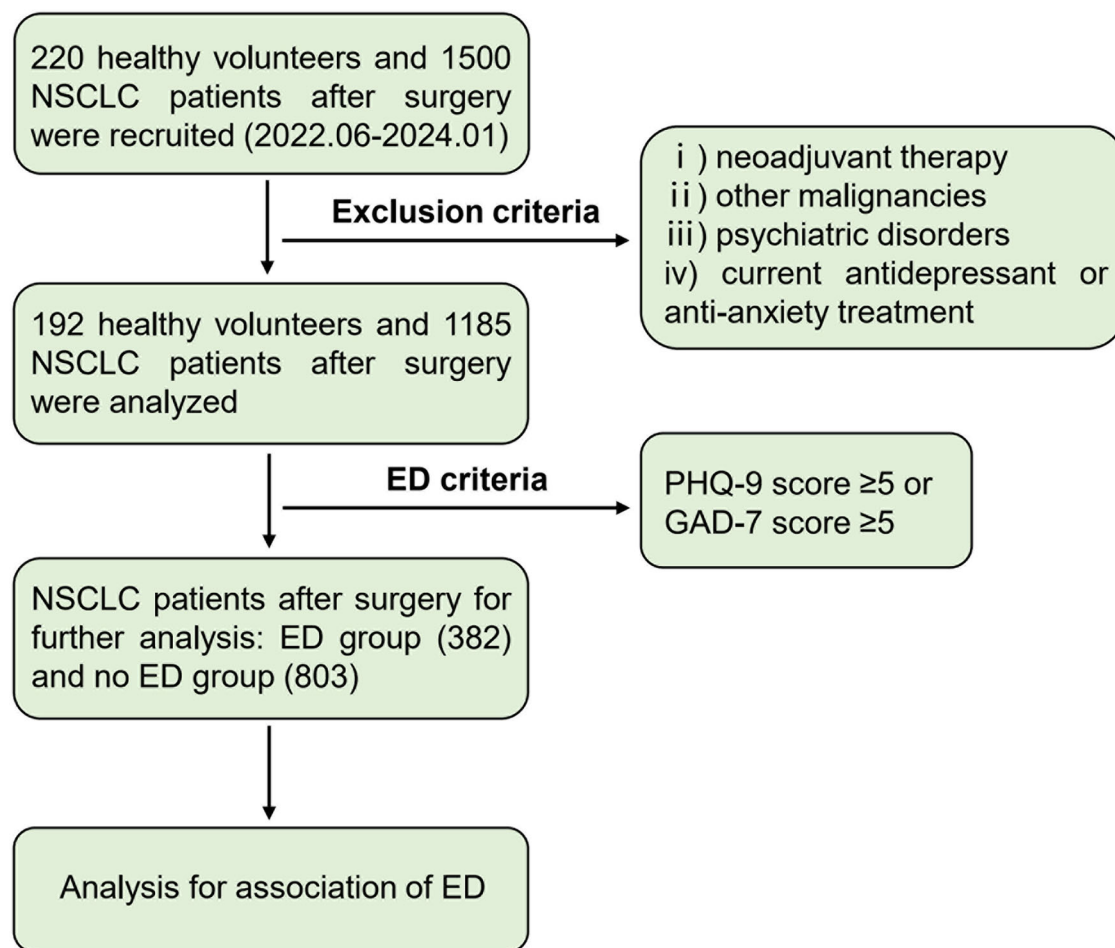 220 healthy volunteers and 1500
NSCLC patients after surgery
were recruited (2022.06-2024.01)
Exclusion criteria
i) neoadjuvant therapy
ii) other malignancies
iii) psychiatric disorders
iv) current antidepressant or
anti-anxiety treatment
192 healthy volunteers and 1185
NSCLC patients after surgery
were analyzed
ED criteria
PHQ-9 score ≥5 or
GAD-7 score ≥5
NSCLC patients after surgery for
further analysis: ED group (382)
and no ED group (803)
Analysis for association of ED